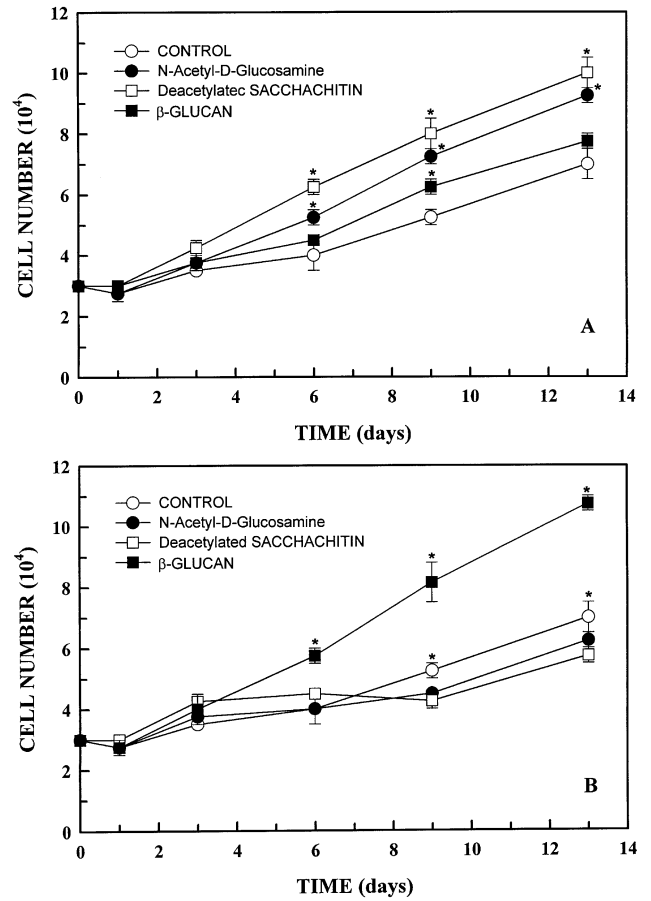 12
10
8
6
4
2
0
CELL NUMBER (10⁴)
CONTROL
N-Acetyl-D-Glucosamine
Deacetylatec SACCHACHITIN
β-GLUCAN
*
*
*
*
*
*
*
A
0 2 4 6 8 10 12 14
TIME (days)
12
10
8
6
4
2
0
CELL NUMBER (10⁴)
CONTROL
N-Acetyl-D-Glucosamine
Deacetylated SACCHACHITIN
β-GLUCAN
*
*
*
*
*
B
0 2 4 6 8 10 12 14
TIME (days)